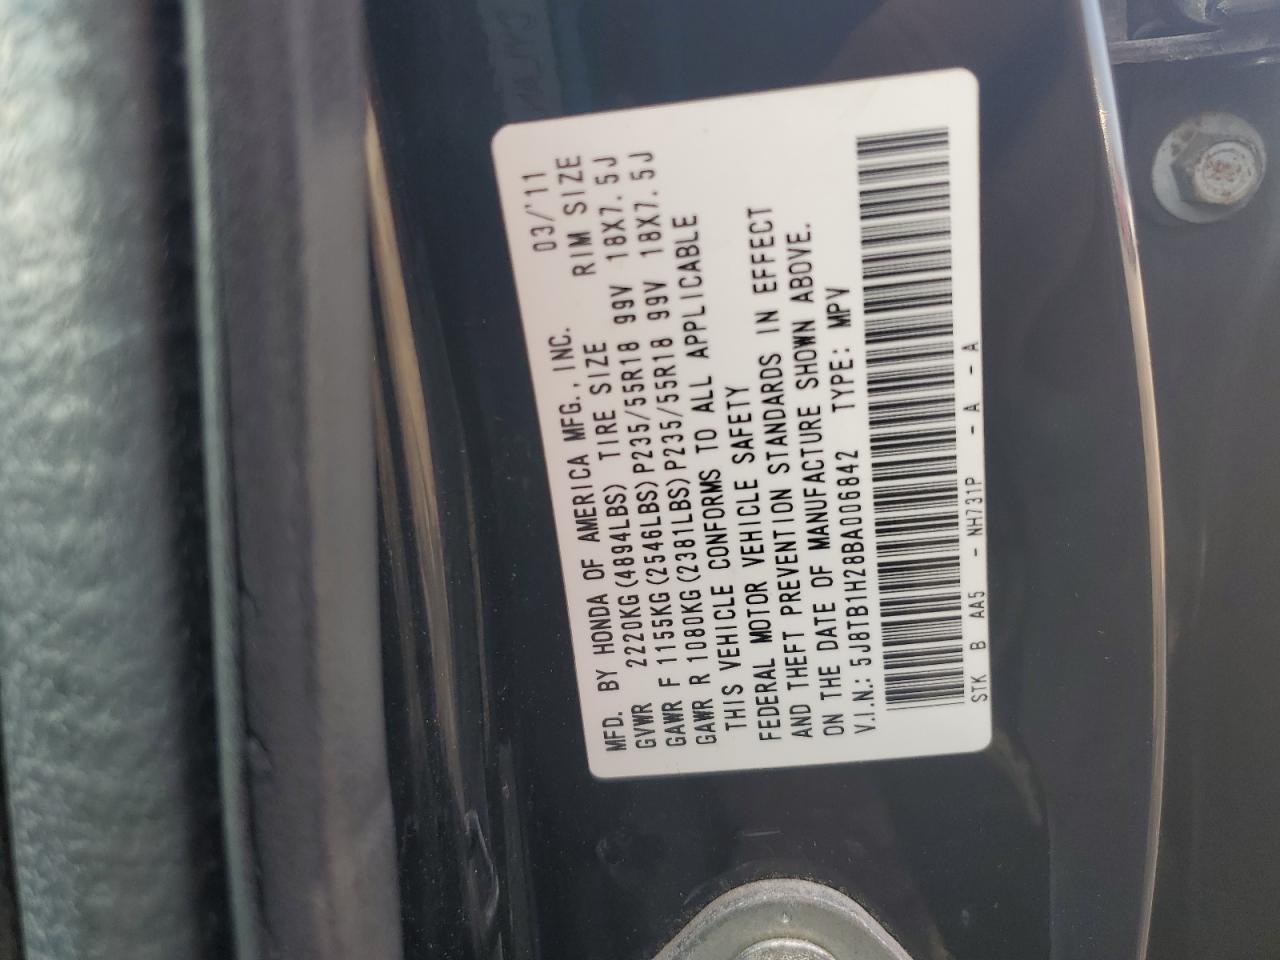 MFD. BY HONDA OF AMERICA MFG., INC. 03/'11
GVWR 2220KG(4894LBS) TIRE SIZE RIM SIZE
GAWR F 1155KG(2546LBS)P235/55R18 99V 18X7.5J
GAWR R 1080KG(2381LBS)P235/55R18 99V 18X7.5J
THIS VEHICLE CONFORMS TO ALL APPLICABLE
FEDERAL MOTOR VEHICLE SAFETY
AND THEFT PREVENTION STANDARDS IN EFFECT
ON THE DATE OF MANUFACTURE SHOWN ABOVE.
V.I.N.: 5J8TB1H28BA006842 TYPE: MPV
STK B AA5 - NH731P - A - A